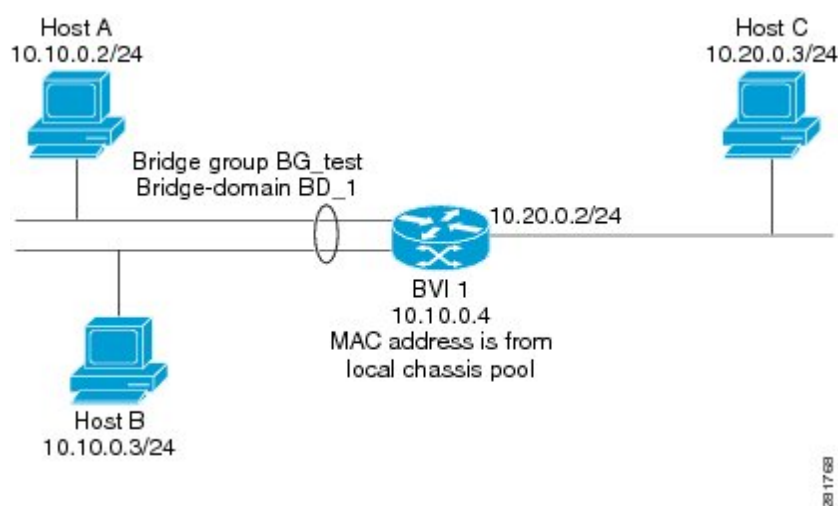 Host A
10.10.0.2/24
Host C
10.20.0.3/24
Bridge group BG_test
Bridge-domain BD_1
10.20.0.2/24
BVI 1
10.10.0.4
MAC address is from
local chassis pool
Host B
10.10.0.3/24
281768